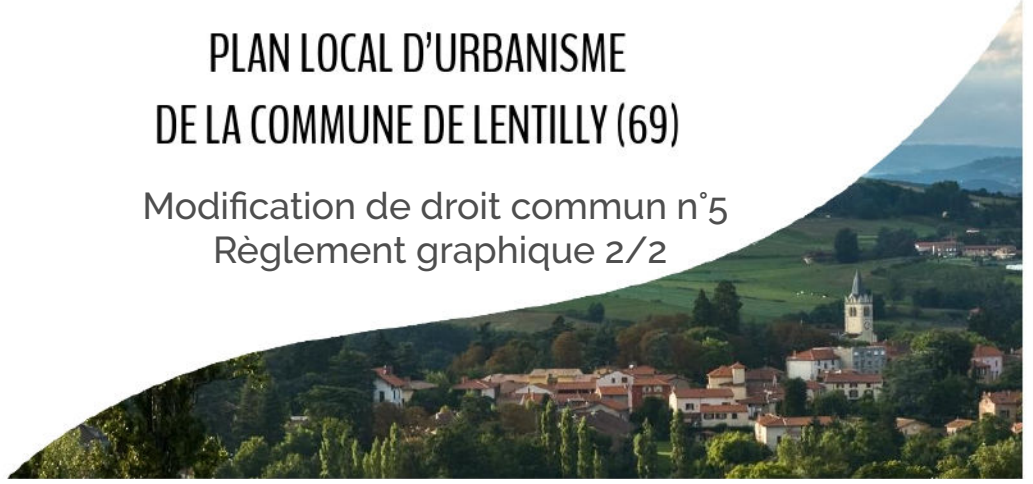 PLAN LOCAL D’URBANISME
DE LA COMMUNE DE LENTILLY (69)
Modification de droit commun n°5
Règlement graphique 2/2